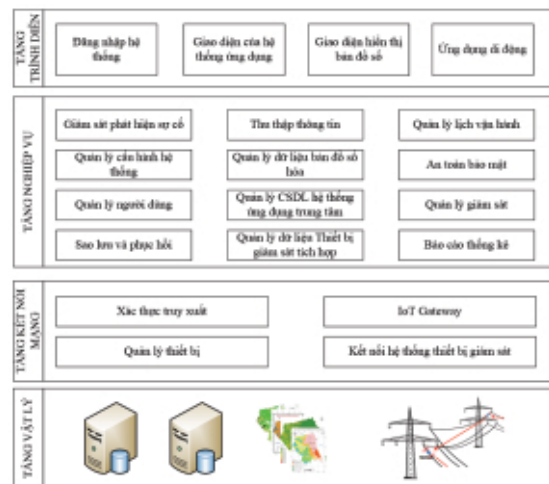 TẦNG TRÌNH DIỄN
Đăng nhập hệ thống
Giao diện của hệ thống ứng dụng
Giao diện hiển thị bản đồ số
Ứng dụng di động
TẦNG NGHIỆP VỤ
Giám sát phát hiện sự cố
Thu thập thông tin
Quản lý lịch vận hành
Quản lý cấu hình hệ thống
Quản lý dữ liệu bản đồ số hóa
An toàn bảo mật
Quản lý người dùng
Quản lý CSDL hệ thống ứng dụng trung tâm
Quản lý giám sát
Sao lưu và phục hồi
Quản lý dữ liệu Thiết bị giám sát tích hợp
Báo cáo thống kê
TẦNG KẾT NỐI MẠNG
Xác thực truy xuất
IoT Gateway
Quản lý thiết bị
Kết nối hệ thống thiết bị giám sát
TẦNG VẬT LÝ